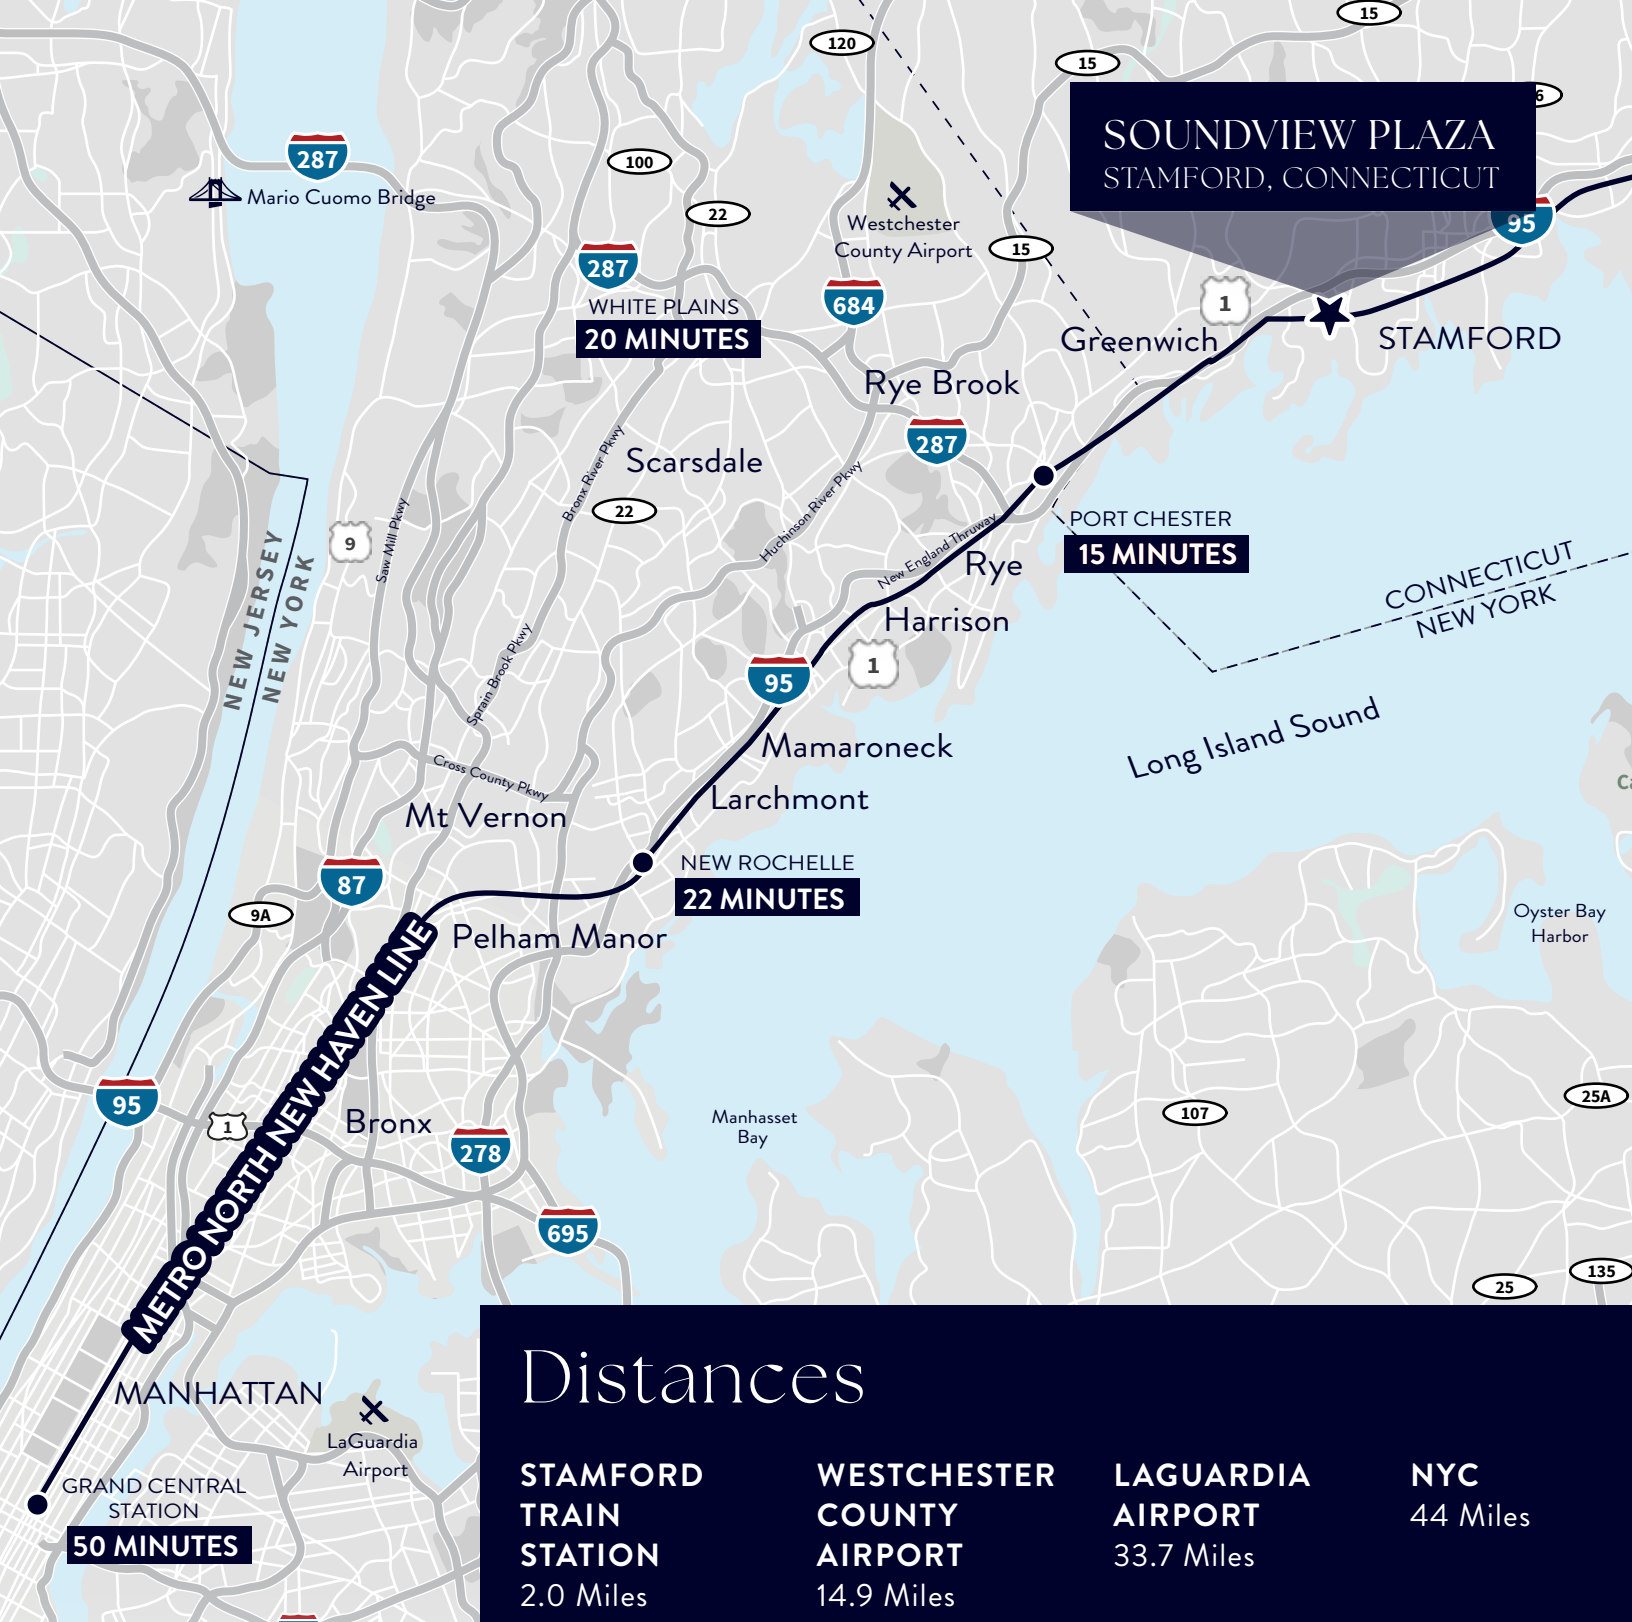 15
120
15
6
SOUNDVIEW PLAZA
STAMFORD, CONNECTICUT
287
Mario Cuomo Bridge
100
22
Westchester
County Airport
15
95
287
WHITE PLAINS
20 MINUTES
684
1
Greenwich
STAMFORD
Rye Brook
287
Bronx River Pkwy
Scarsdale
22
Huchinson River Pkwy
9
Saw Mill Pkwy
NEW JERSEY
NEW YORK
New England Thruway
PORT CHESTER
15 MINUTES
Rye
CONNECTICUT
NEW YORK
Harrison
Sprain Brook Pkwy
95
1
Mamaroneck
Long Island Sound
Ca
Cross County Pkwy
Larchmont
Mt Vernon
NEW ROCHELLE
22 MINUTES
87
9A
Pelham Manor
Oyster Bay
Harbor
METRO NORTH NEW HAVEN LINE
95
1
Bronx
278
Manhasset
Bay
107
25A
695
135
25
MANHATTAN
LaGuardia
Airport
GRAND CENTRAL
STATION
50 MINUTES
Distances
STAMFORD
TRAIN
STATION
2.0 Miles
WESTCHESTER
COUNTY
AIRPORT
14.9 Miles
LAGUARDIA
AIRPORT
33.7 Miles
NYC
44 Miles